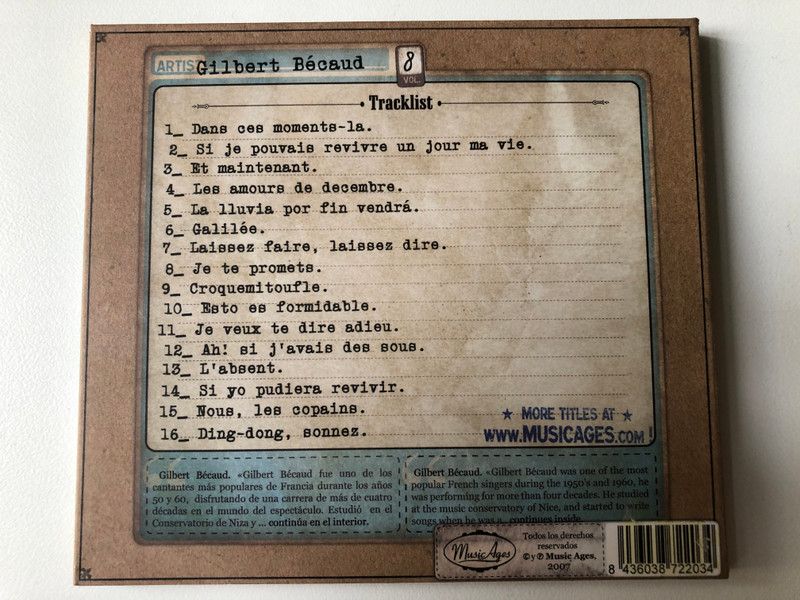 ARTIS Gilbert Bécaud
8
VOL.
Tracklist
1_ Dans ces moments-la.
2_ Si je pouvais revivre un jour ma vie.
3_ Et maintenant.
4_ Les amours de decembre.
5_ La lluvia por fin vendrá.
6_ Galilée.
7_ Laissez faire, laissez dire.
8_ Je te promets.
9_ Croquemitoufle.
10_ Esto es formidable.
11_ Je veux te dire adieu.
12_ Ah! si j'avais des sous.
13_ L'absent.
14_ Si yo pudiera revivir.
15_ Nous, les copains.
16_ Ding-dong, sonnez.
★ MORE TITLES AT ★
www.MUSICAGES.com !
Gilbert Bécaud. «Gilbert Bécaud fue uno de los
cantantes más populares de Francia durante los años
50 y 60, disfrutando de una carrera de más de cuatro
décadas en el mundo del espectáculo. Estudió en el
Conservatorio de Niza y ... continúa en el interior.
Gilbert Bécaud. «Gilbert Bécaud was one of the most
popular French singers during the 1950's and 1960, he
was performing for more than four decades. He studied
at the music conservatory of Nice, and started to write
songs when he was a.. continues inside.
MusicAges
Todos los derechos
reservados
© y ℗ Music Ages,
2007
8 436038 722034